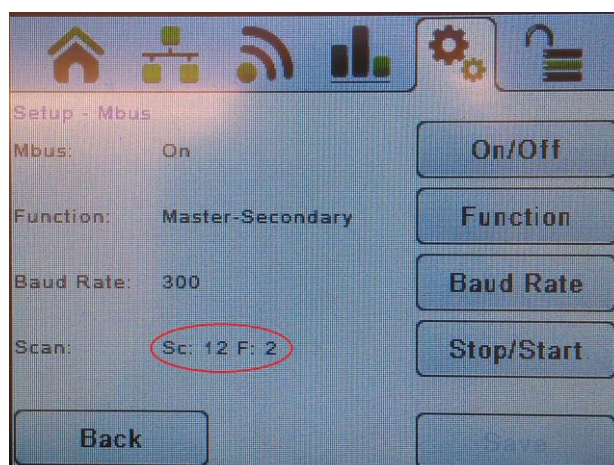 Setup - Mbus
Mbus: On
On/Off
Function: Master-Secondary
Function
Baud Rate: 300
Baud Rate
Scan: Sc: 12 F: 2
Stop/Start
Back
Save